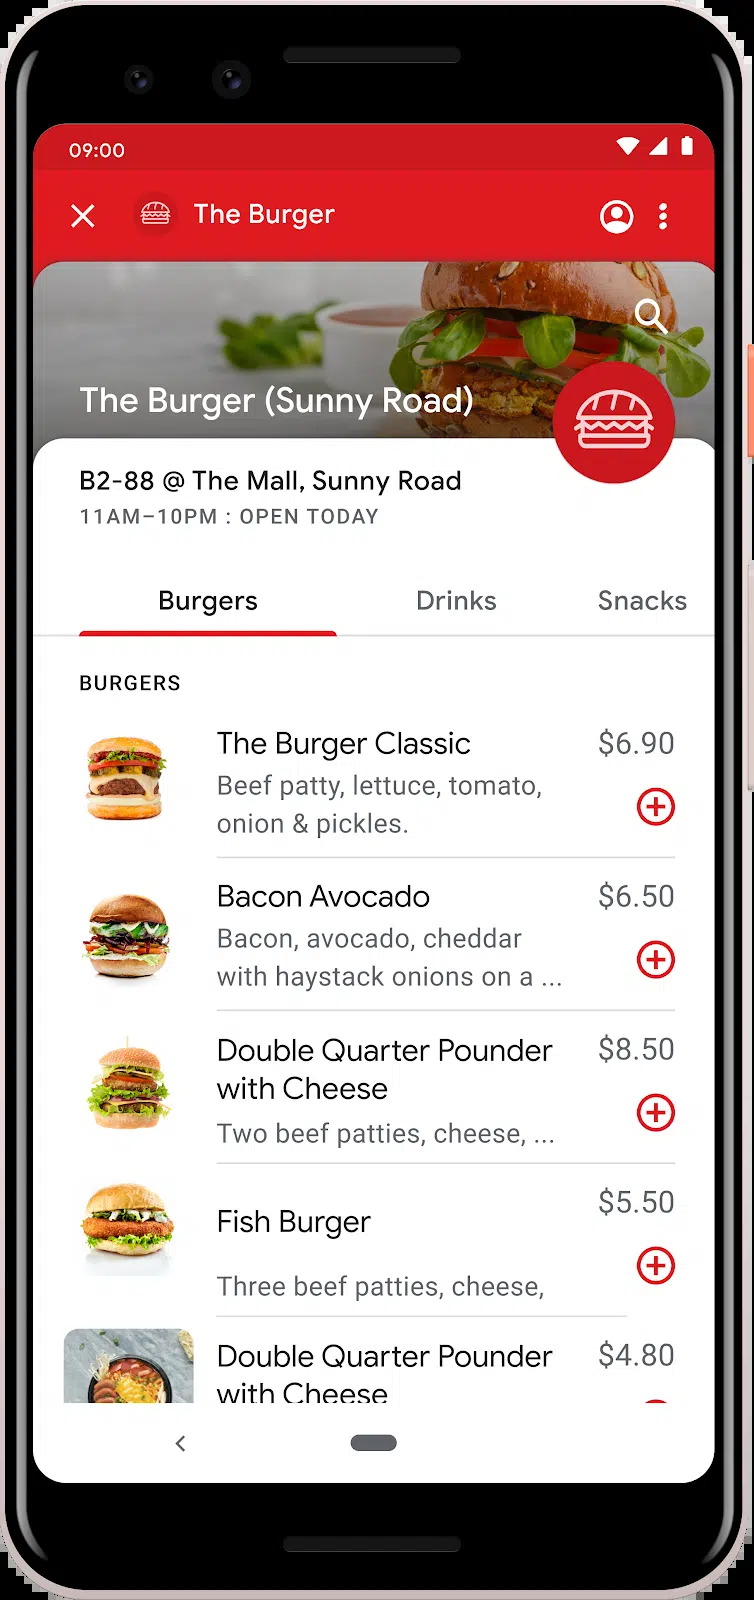 09:00
The Burger
The Burger (Sunny Road)
B2-88 @ The Mall, Sunny Road
11AM–10PM : OPEN TODAY
Burgers Drinks Snacks
BURGERS
The Burger Classic $6.90
Beef patty, lettuce, tomato,
onion & pickles.
Bacon Avocado $6.50
Bacon, avocado, cheddar
with haystack onions on a ...
Double Quarter Pounder $8.50
with Cheese
Two beef patties, cheese, ...
$5.50
Fish Burger
Three beef patties, cheese,
Double Quarter Pounder $4.80
with Cheese